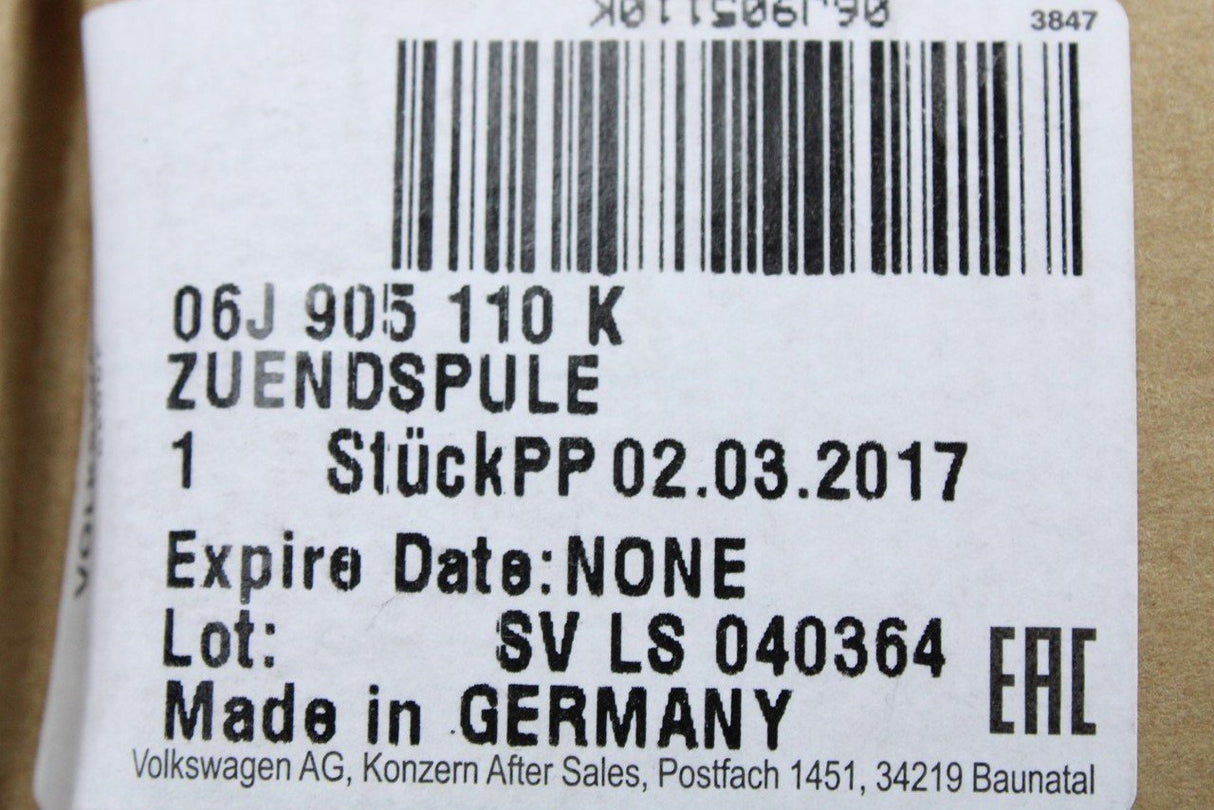 06J905110K
3847
06J 905 110 K
ZUENDSPULE
1 StückPP 02.03.2017
Expire Date:NONE
Lot: SV LS 040364
EAC
Made in GERMANY
Volkswagen AG, Konzern After Sales, Postfach 1451, 34219 Baunatal